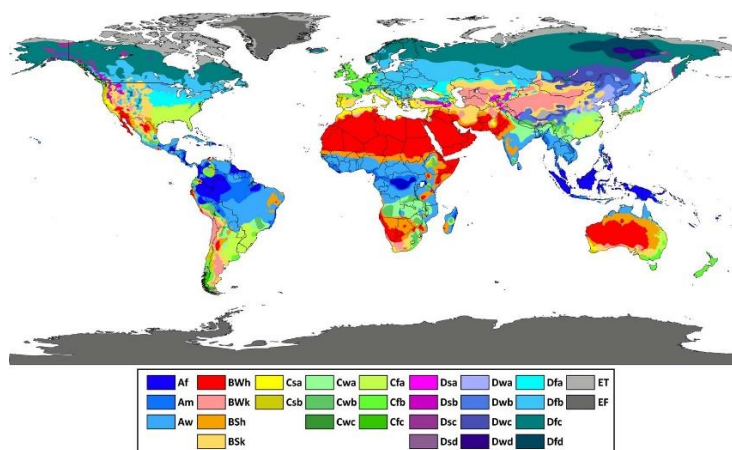 Af BWh Csa Cwa Cfa Dsa Dwa Dfa ET
Am BWk Csb Cwb Cfb Dsb Dwb Dfb EF
Aw BSh Cwc Cfc Dsc Dwc Dfc
BSk Dsd Dwd Dfd